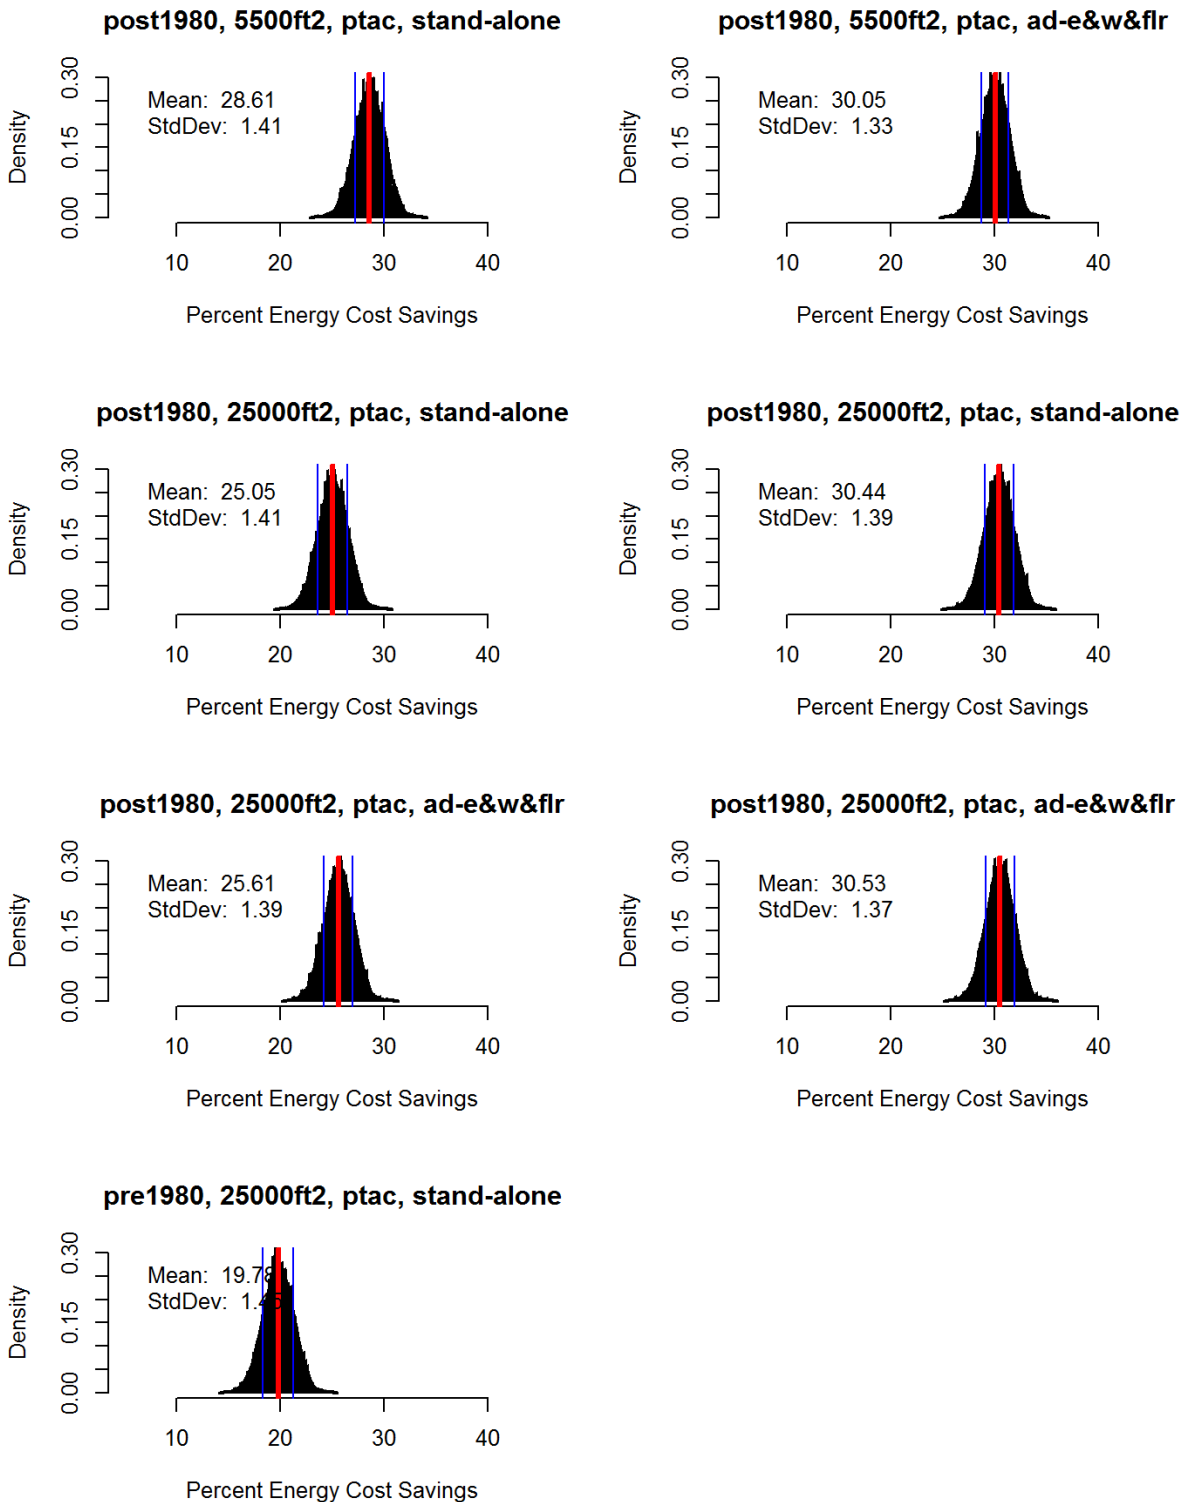 post1980, 5500ft2, ptac, stand-alone
0.30
0.15
0.00
Density
Mean: 28.61
StdDev: 1.41
10 20 30 40
Percent Energy Cost Savings
post1980, 5500ft2, ptac, ad-e&w&flr
0.30
0.15
0.00
Density
Mean: 30.05
StdDev: 1.33
10 20 30 40
Percent Energy Cost Savings
post1980, 25000ft2, ptac, stand-alone
0.30
0.15
0.00
Density
Mean: 25.05
StdDev: 1.41
10 20 30 40
Percent Energy Cost Savings
post1980, 25000ft2, ptac, stand-alone
0.30
0.15
0.00
Density
Mean: 30.44
StdDev: 1.39
10 20 30 40
Percent Energy Cost Savings
post1980, 25000ft2, ptac, ad-e&w&flr
0.30
0.15
0.00
Density
Mean: 25.61
StdDev: 1.39
10 20 30 40
Percent Energy Cost Savings
post1980, 25000ft2, ptac, ad-e&w&flr
0.30
0.15
0.00
Density
Mean: 30.53
StdDev: 1.37
10 20 30 40
Percent Energy Cost Savings
pre1980, 25000ft2, ptac, stand-alone
0.30
0.15
0.00
Density
Mean: 19.78
StdDev:
10 20 30 40
Percent Energy Cost Savings